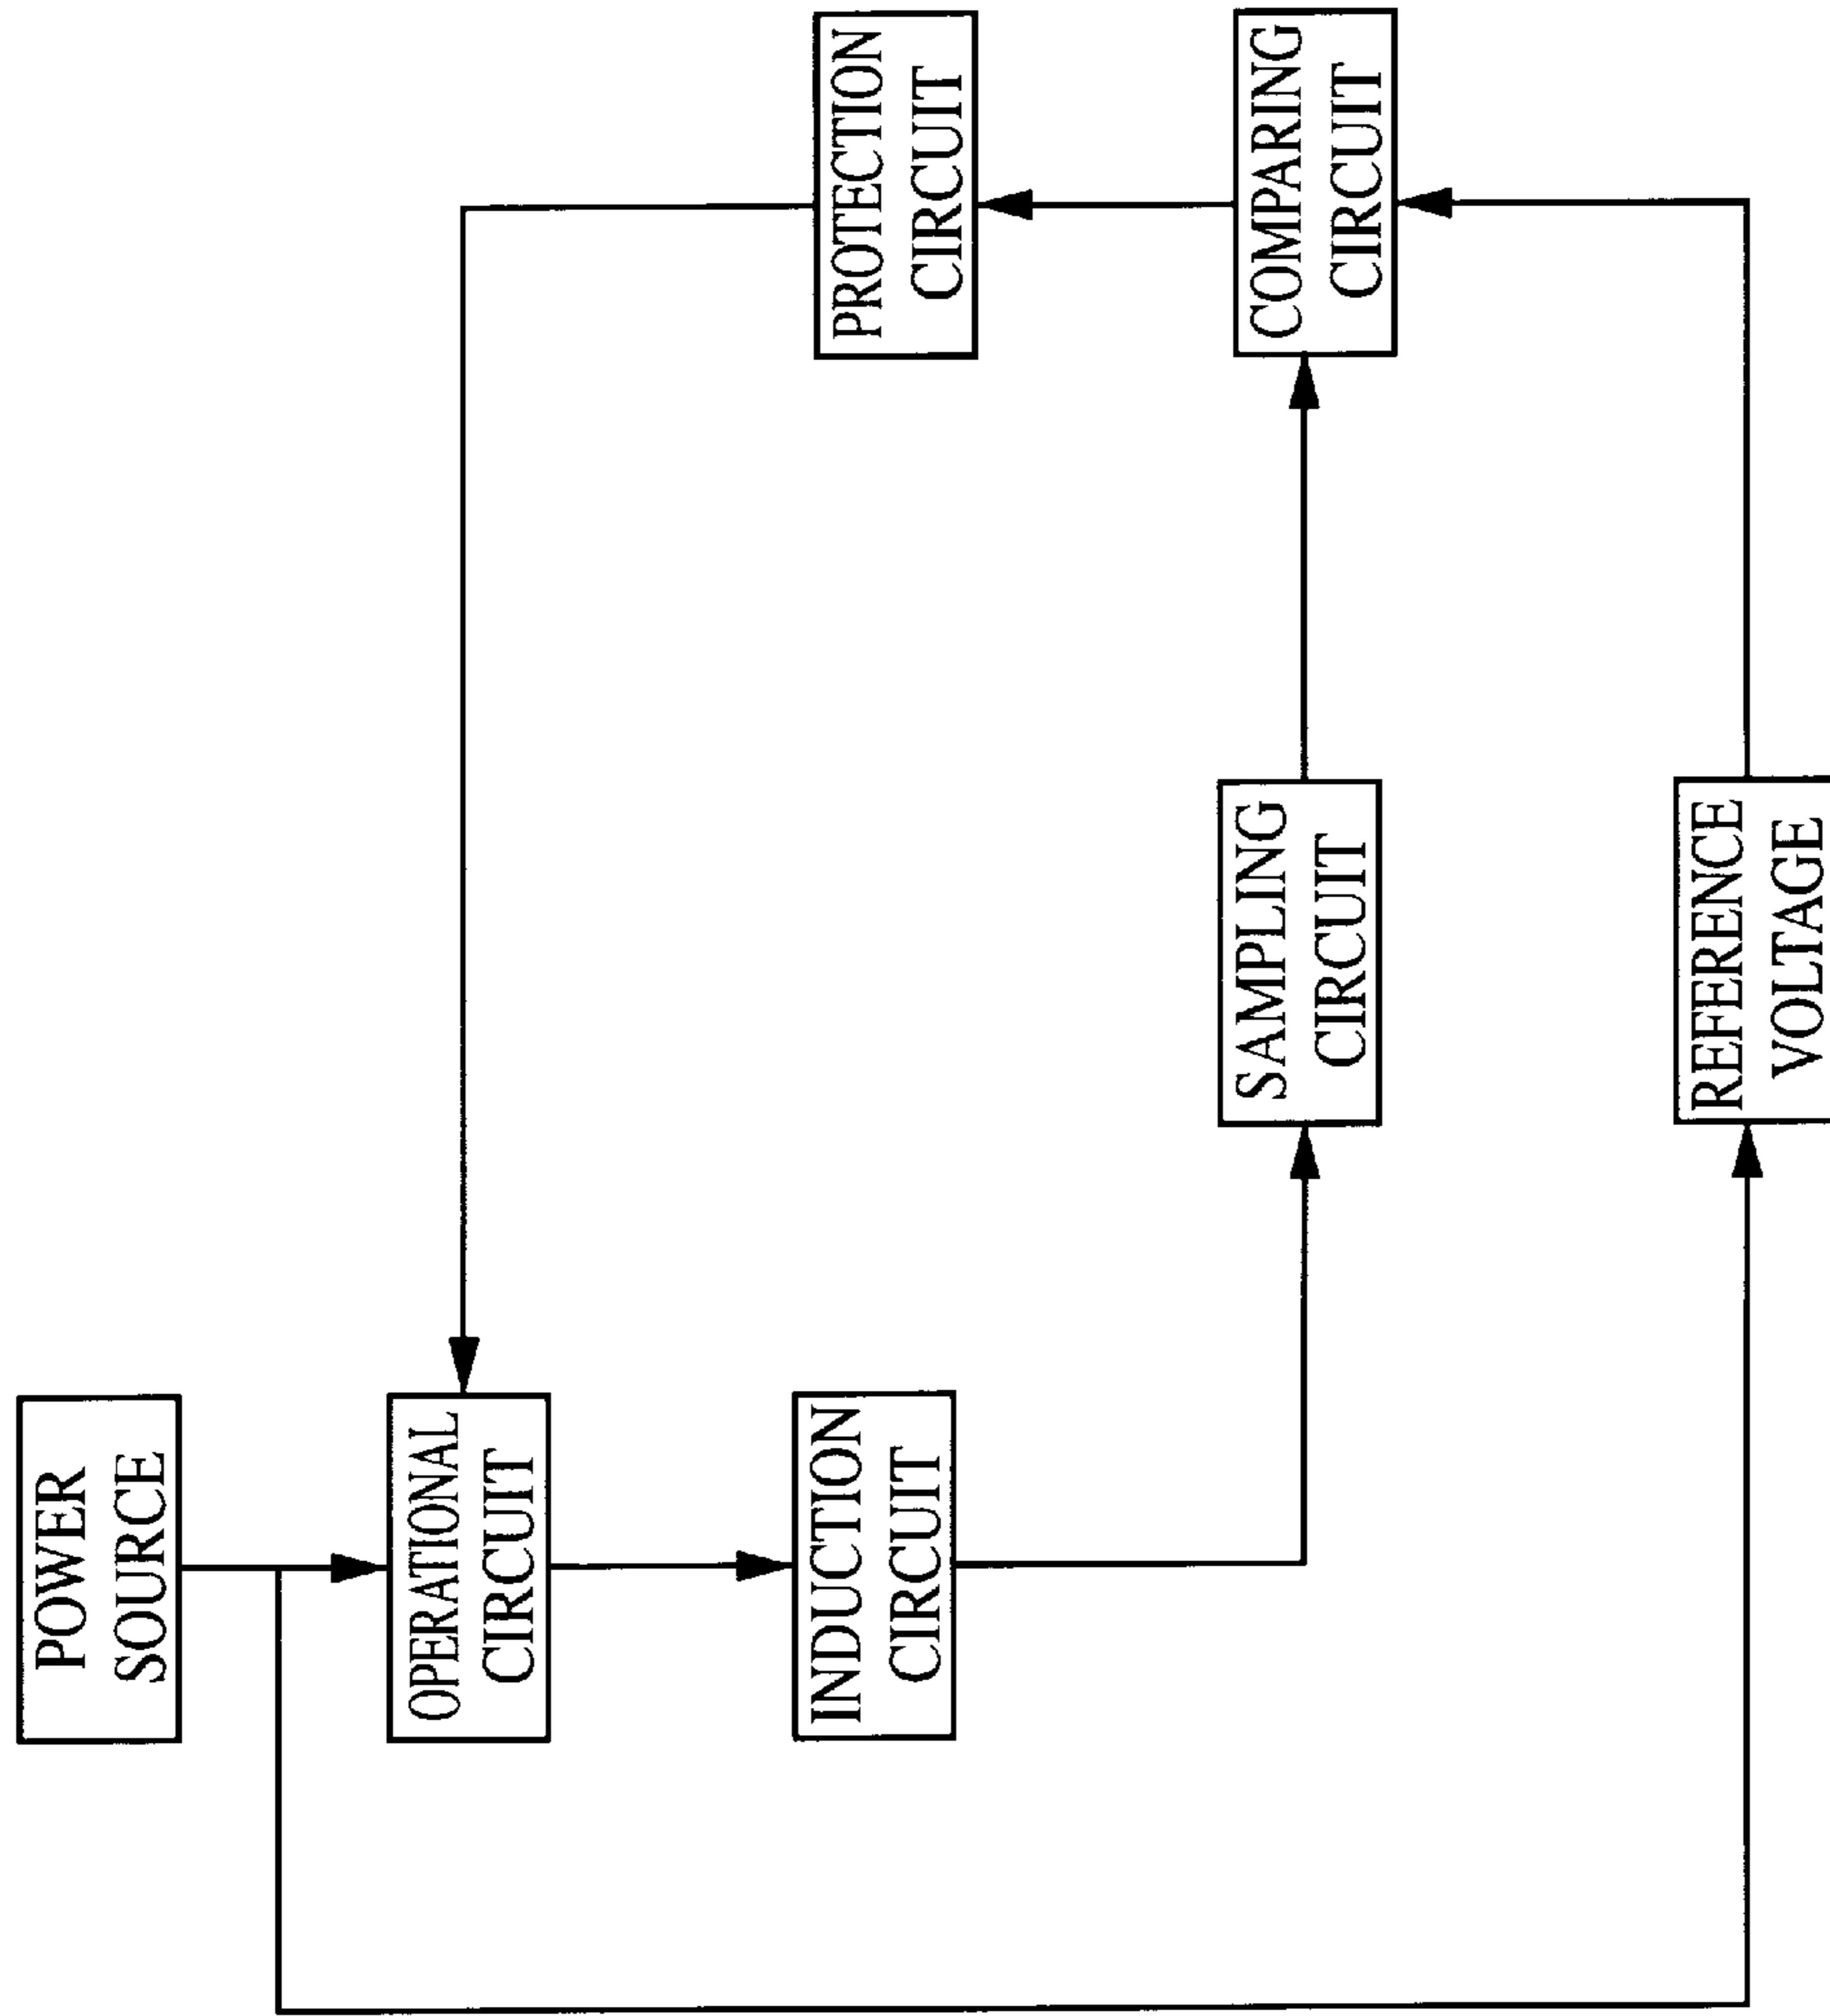 POWER
SOURCE
OPERATIONAL
CIRCUIT
INDUCTION
CIRCUIT
SAMPLING
CIRCUIT
REFERENCE
VOLTAGE
PROTECTION
CIRCUIT
COMPARING
CIRCUIT